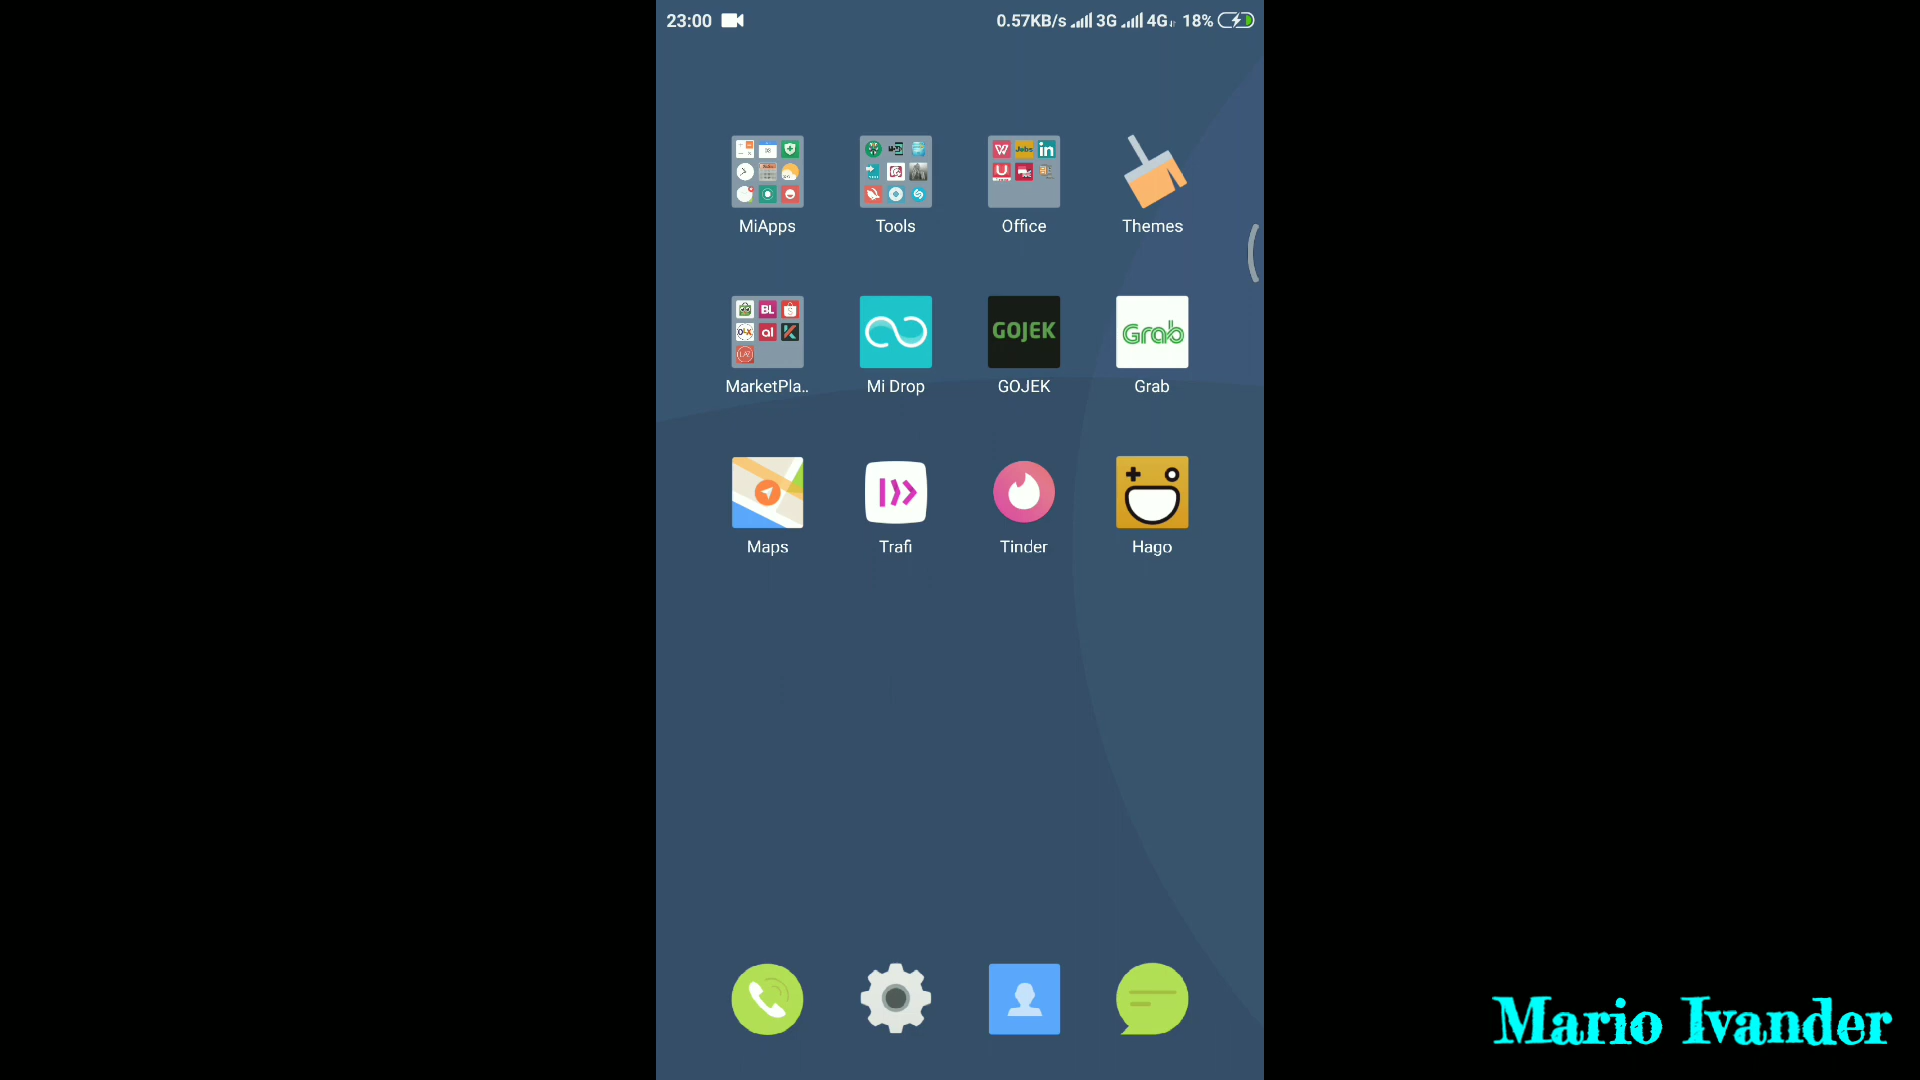 23:00 0.57KB/s 3G 4G 18%
MiApps Tools Office Themes
BL
GOJEK Grab
MarketPla.. Mi Drop GOJEK Grab
Maps Trafi Tinder Hago
Mario Ivander